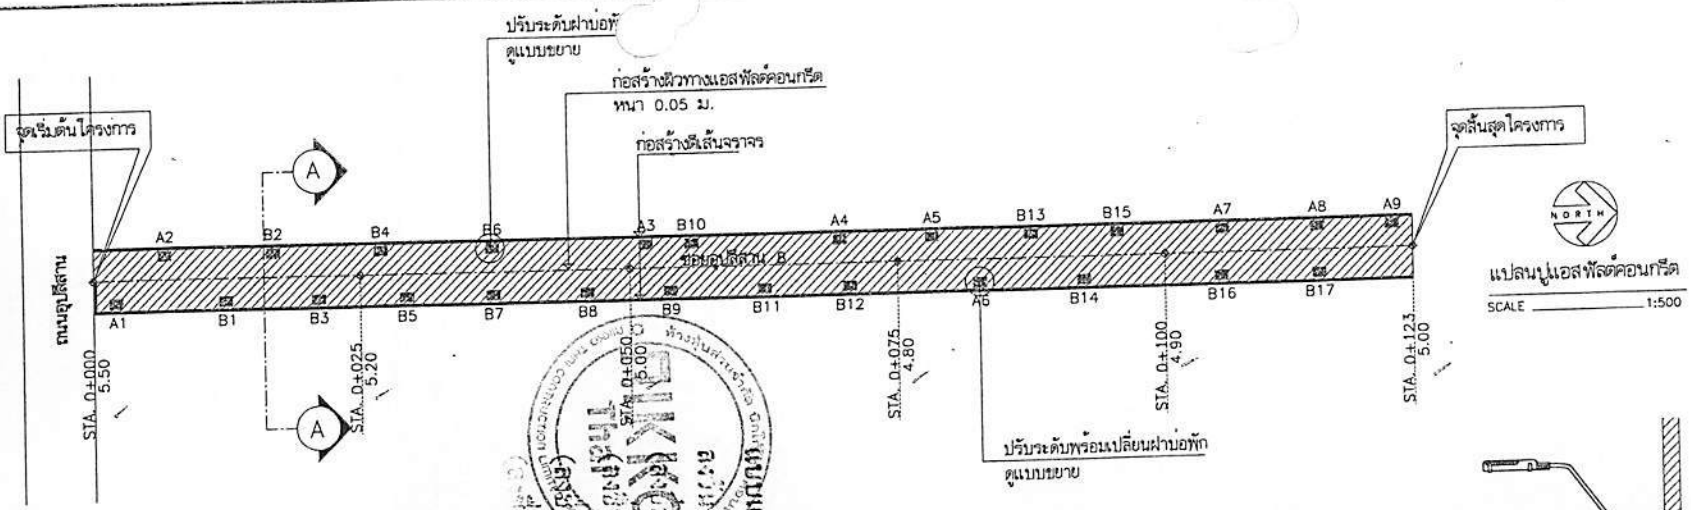 ปรับระดับฝาบ่อพัก
ดูแบบขยาย
ก่อสร้างผิวทางแอสฟัลต์คอนกรีต
หนา 0.05 ม.
ก่อสร้างตีเส้นจราจร
จุดเริ่มต้นโครงการ
จุดสิ้นสุดโครงการ
A
A2 B2 B4 B6 A3 B10 A4 A5 B13 B15 A7 A8 A9
ซอยอุปลีสาน 8
A1 B1 B3 B5 B7 B8 B9 B11 B12 A6 B14 B16 B17
ถนนอุปลีสาน
NORTH
แปลนปูแอสฟัลต์คอนกรีต
SCALE 1:500
STA. 0+000
5.50
STA. 0+025
5.20
STA. 0+050
5.00
STA. 0+075
4.80
STA. 0+100
4.90
STA. 0+123
5.00
A
ปรับระดับพร้อมเปลี่ยนฝาบ่อพัก
ดูแบบขยาย